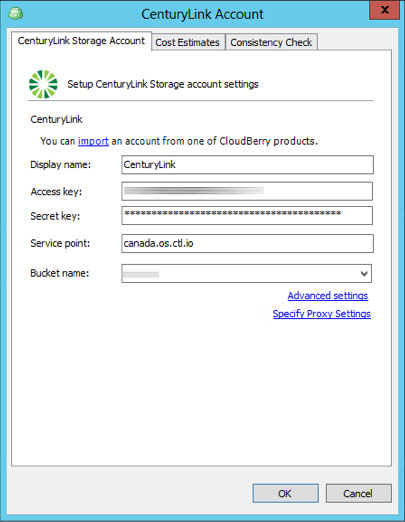 CenturyLink Account
x
CenturyLink Storage Account Cost Estimates Consistency Check
Setup CenturyLink Storage account settings
CenturyLink
You can import an account from one of CloudBerry products.
Display name: CenturyLink
Access key:
Secret key: ****************************************
Service point: canada.os.ctl.io
Bucket name:
Advanced settings
Specify Proxy Settings
OK Cancel